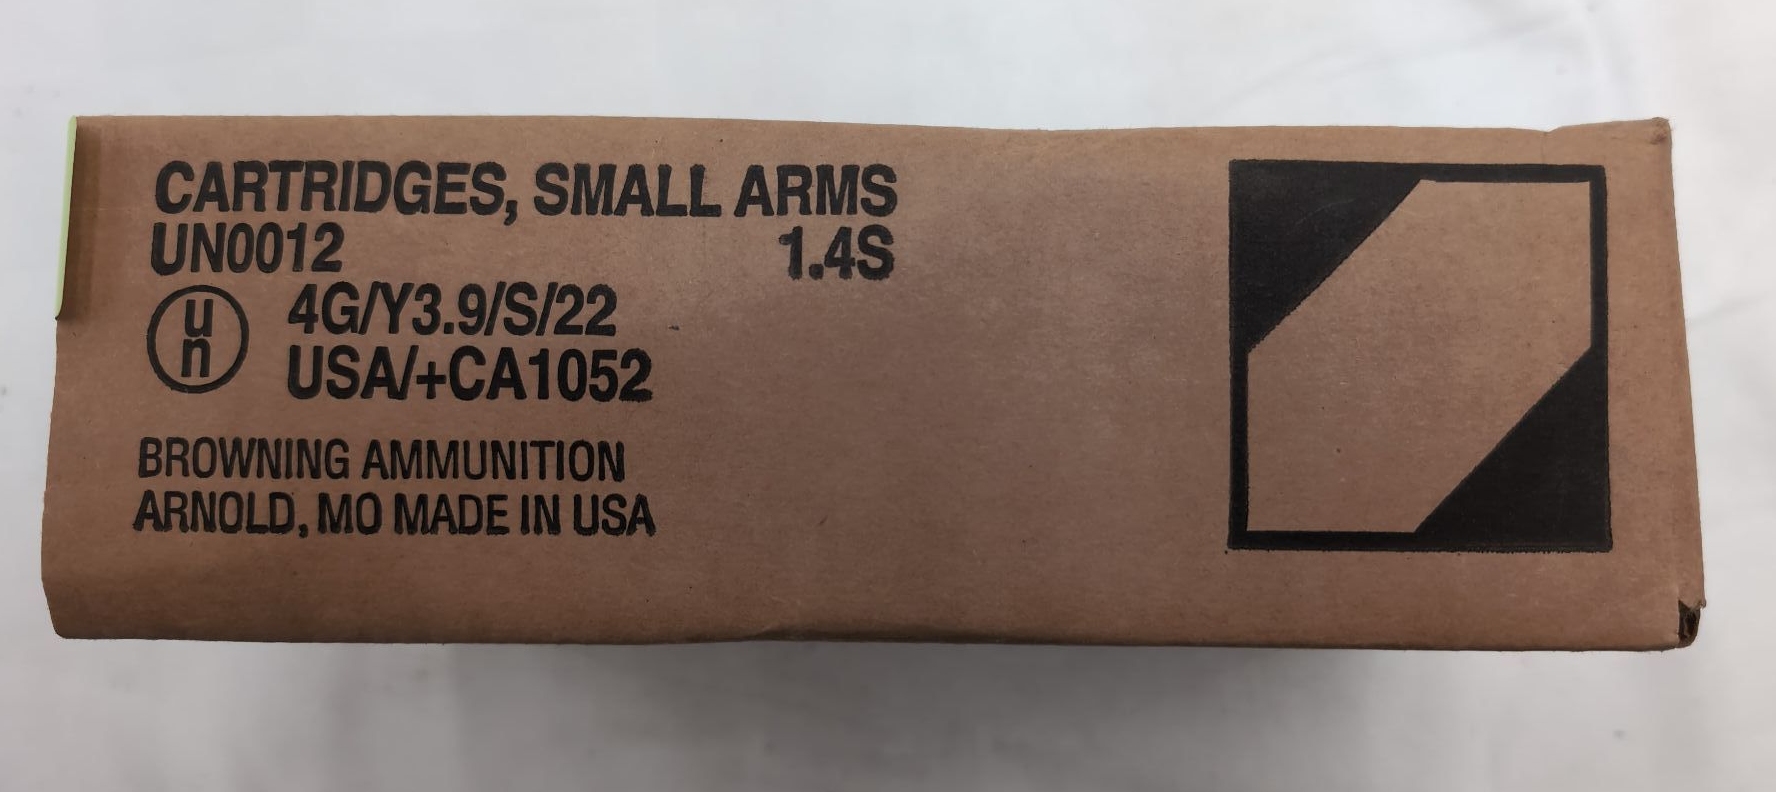 CARTRIDGES, SMALL ARMS
UN0012 1.4S
un
4G/Y3.9/S/22
USA/+CA1052
BROWNING AMMUNITION
ARNOLD, MO MADE IN USA